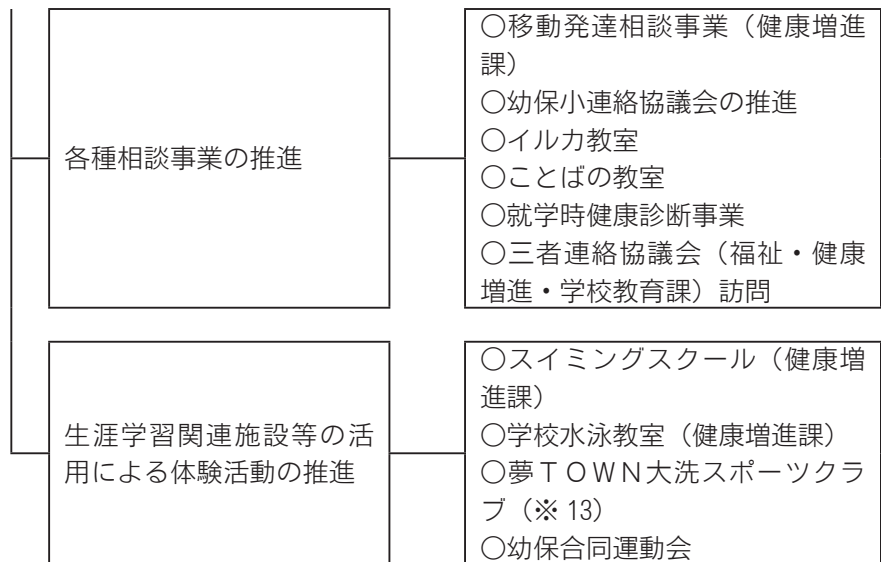 各種相談事業の推進
○移動発達相談事業（健康増進
課）
○幼保小連絡協議会の推進
○イルカ教室
○ことばの教室
○就学時健康診断事業
○三者連絡協議会（福祉・健康
増進・学校教育課）訪問
生涯学習関連施設等の活
用による体験活動の推進
○スイミングスクール（健康増
進課）
○学校水泳教室（健康増進課）
○夢ＴＯＷＮ大洗スポーツクラ
ブ（※ 13）
○幼保合同運動会